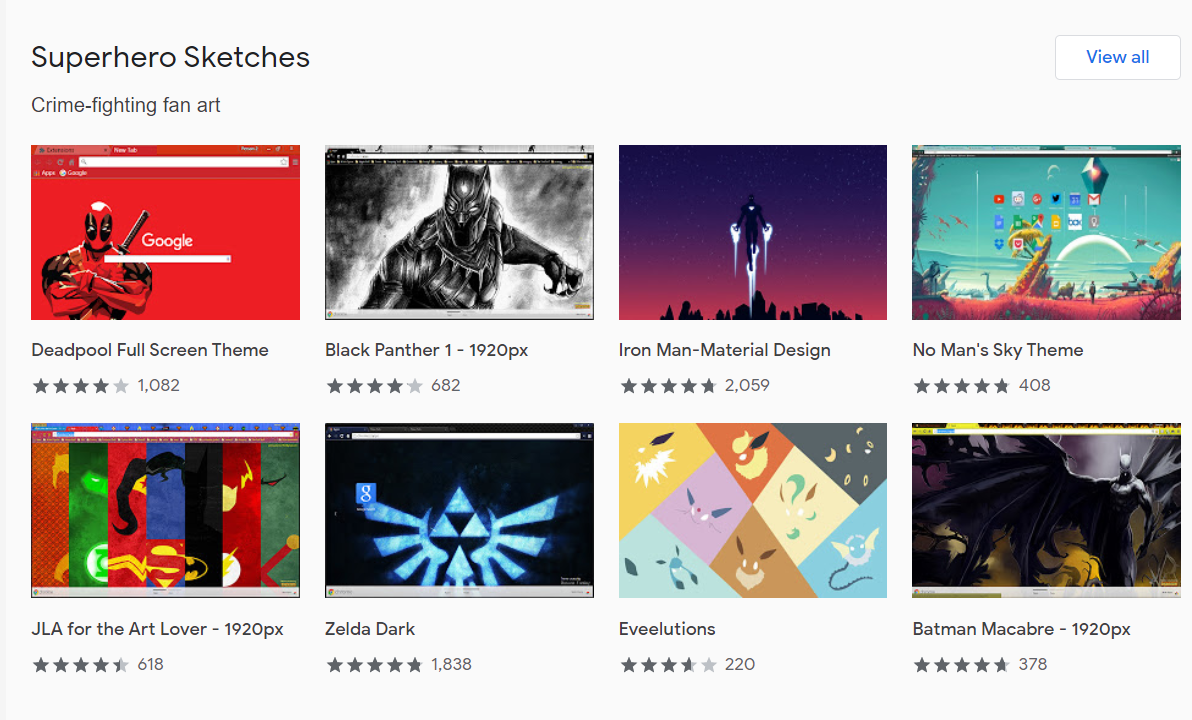 Superhero Sketches
View all
Crime-fighting fan art
Extensions
New Tab
Apps
Google
Google
Deadpool Full Screen Theme
1,082
Black Panther 1 - 1920px
682
Iron Man-Material Design
2,059
No Man's Sky Theme
408
JLA for the Art Lover - 1920px
618
Zelda Dark
1,838
Eveelutions
220
Batman Macabre - 1920px
378